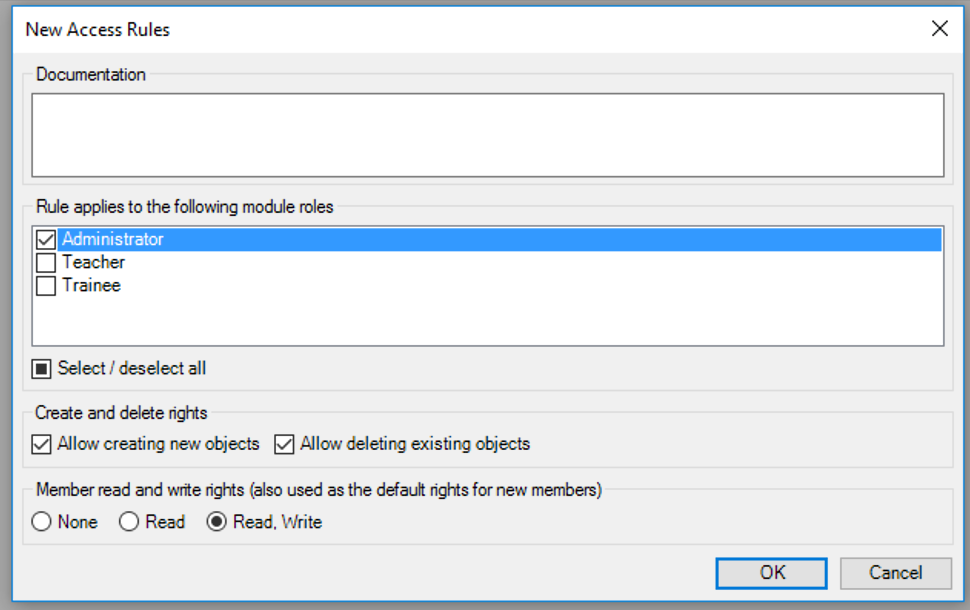 New Access Rules
Documentation
Rule applies to the following module roles
Administrator
Teacher
Trainee
Select / deselect all
Create and delete rights
Allow creating new objects Allow deleting existing objects
Member read and write rights (also used as the default rights for new members)
None Read Read, Write
OK Cancel